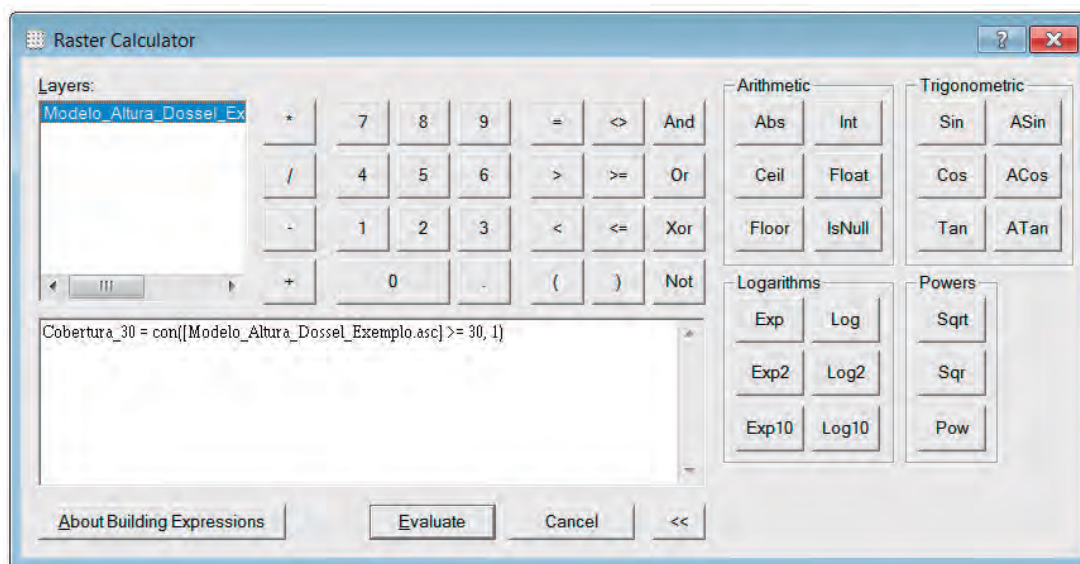 Raster Calculator
?
X
Layers:
Modelo_Altura_Dossel_Ex
* 7 8 9 = <> And
/ 4 5 6 > >= Or
- 1 2 3 < <= Xor
+ 0 . ( ) Not
Arithmetic
Abs Int
Ceil Float
Floor IsNull
Trigonometric
Sin ASin
Cos ACos
Tan ATan
Logarithms
Exp Log
Exp2 Log2
Exp10 Log10
Powers
Sqrt
Sqr
Pow
Cobertura_30 = con([Modelo_Altura_Dossel_Exemplo.asc] >= 30, 1)
About Building Expressions
Evaluate
Cancel
<<